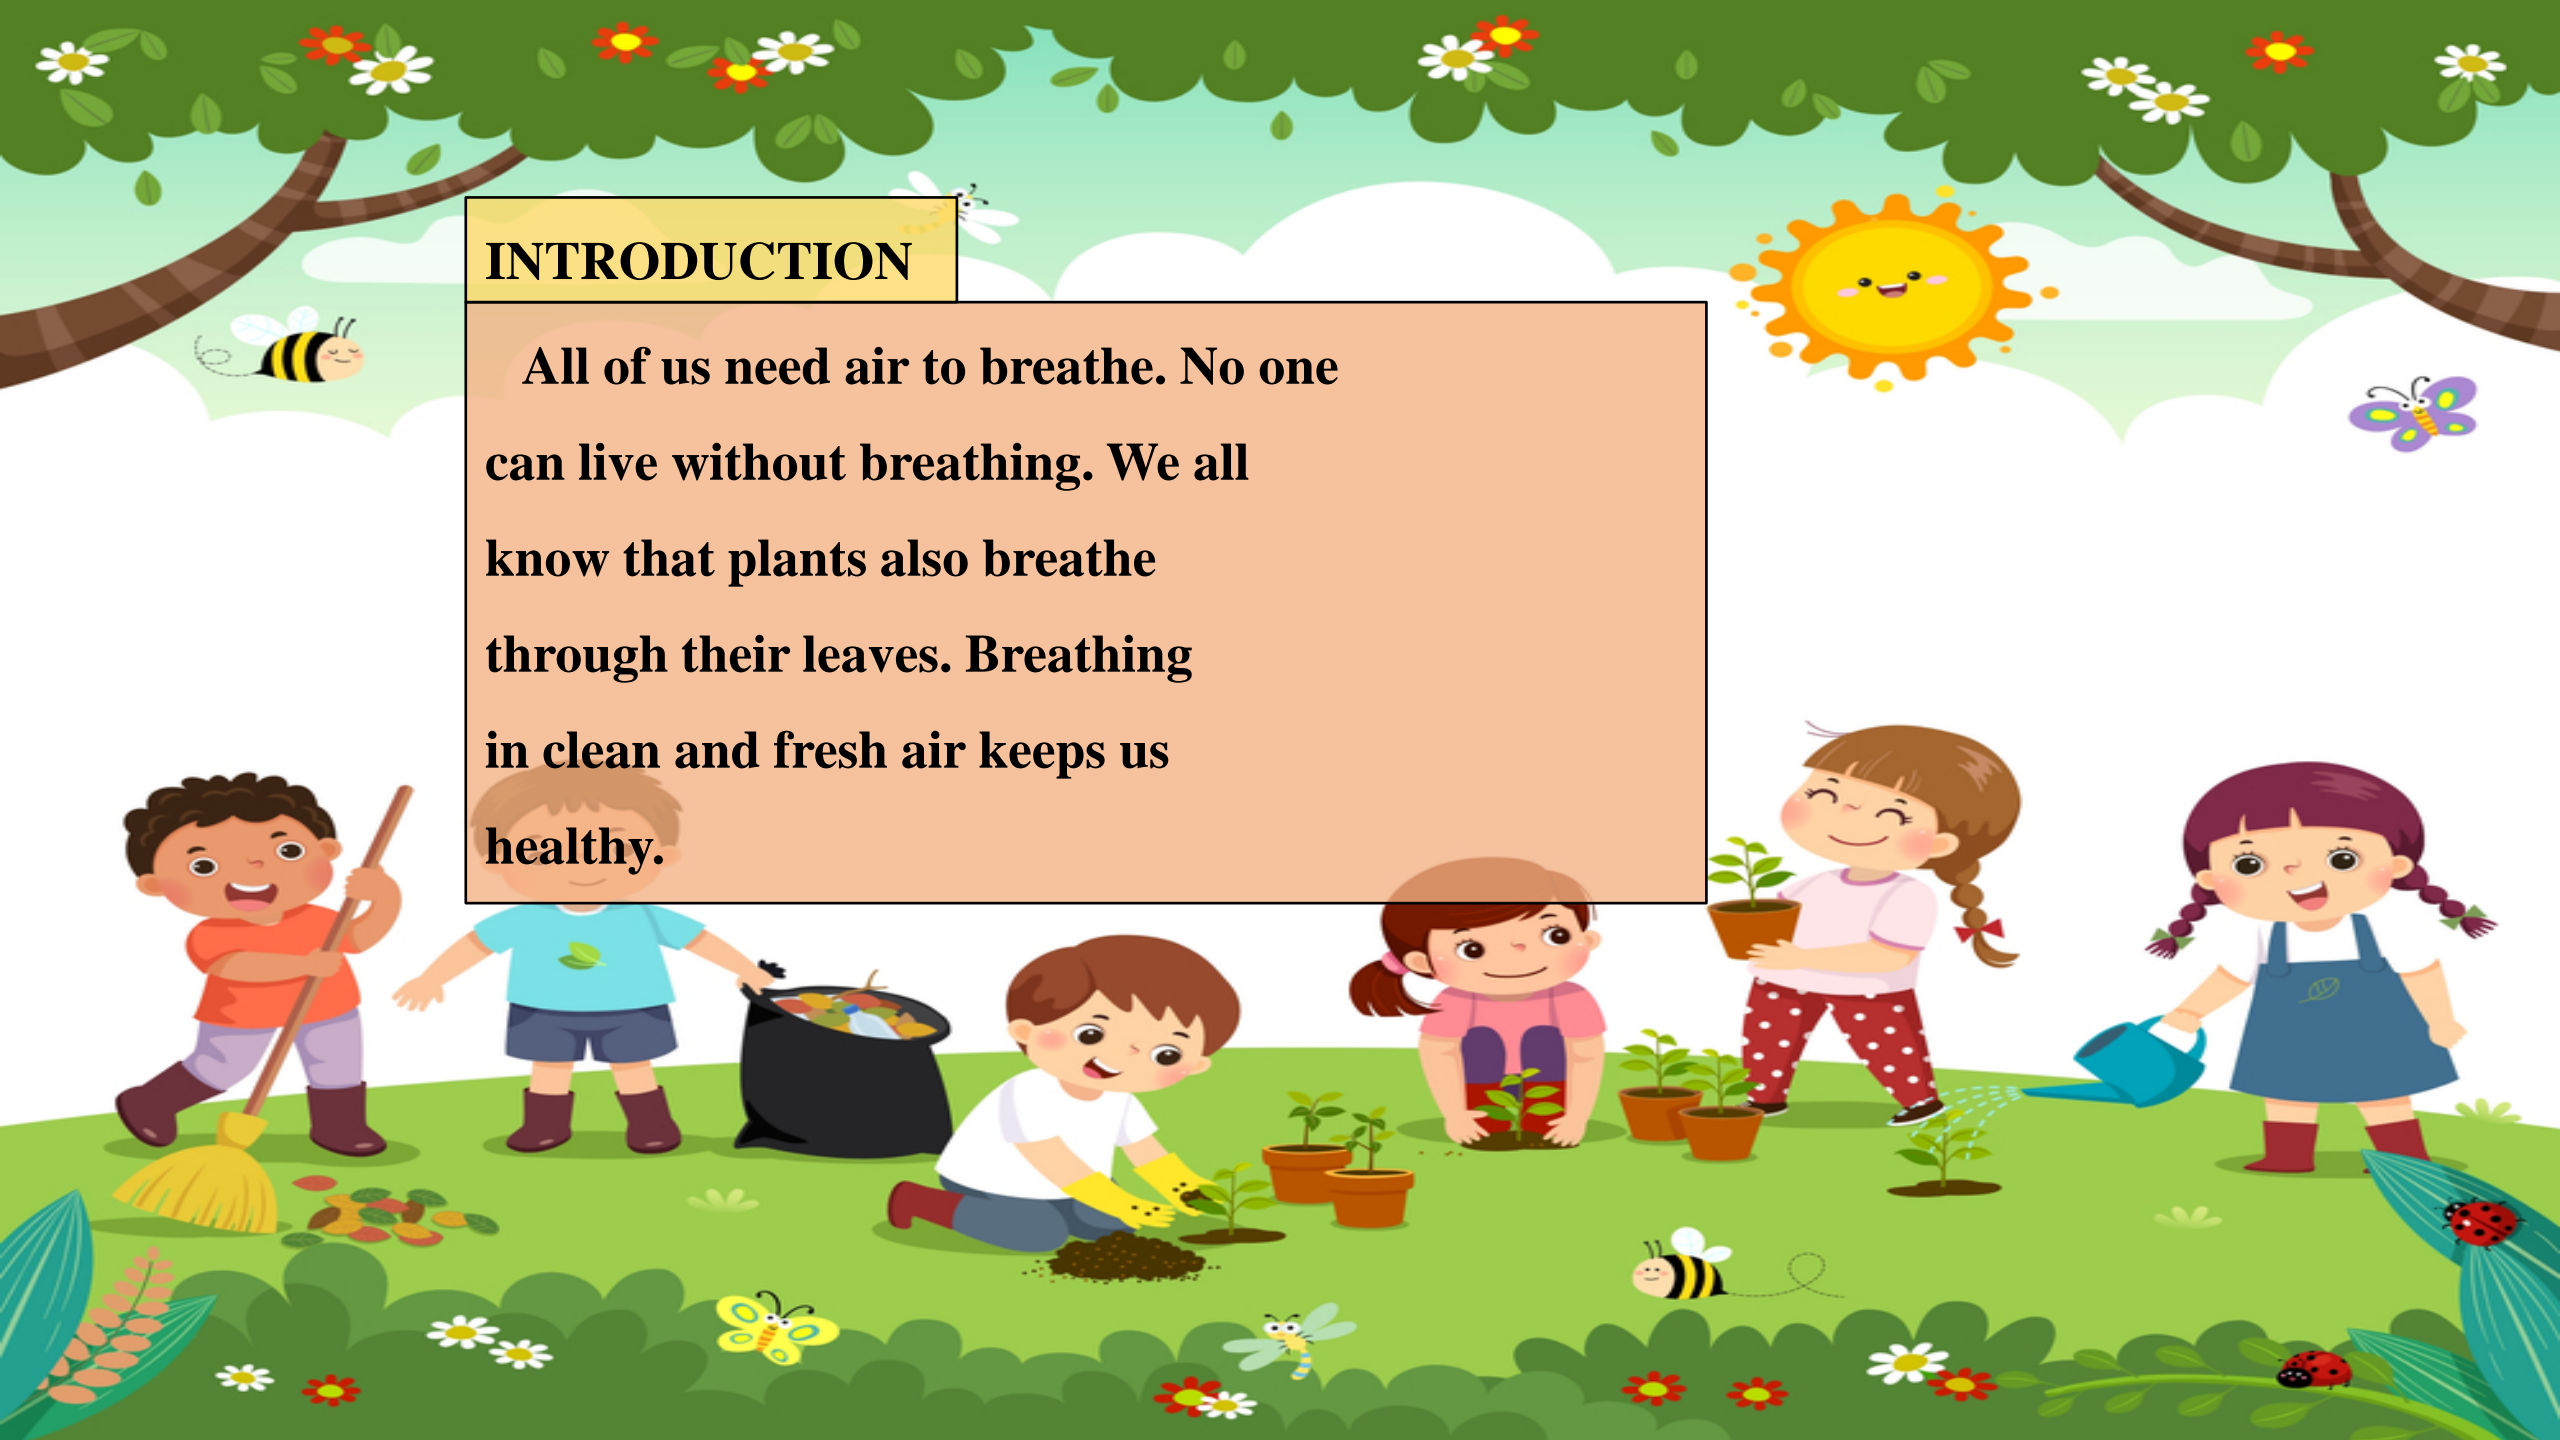 INTRODUCTION
All of us need air to breathe. No one
can live without breathing. We all
know that plants also breathe
through their leaves. Breathing
in clean and fresh air keeps us
healthy.